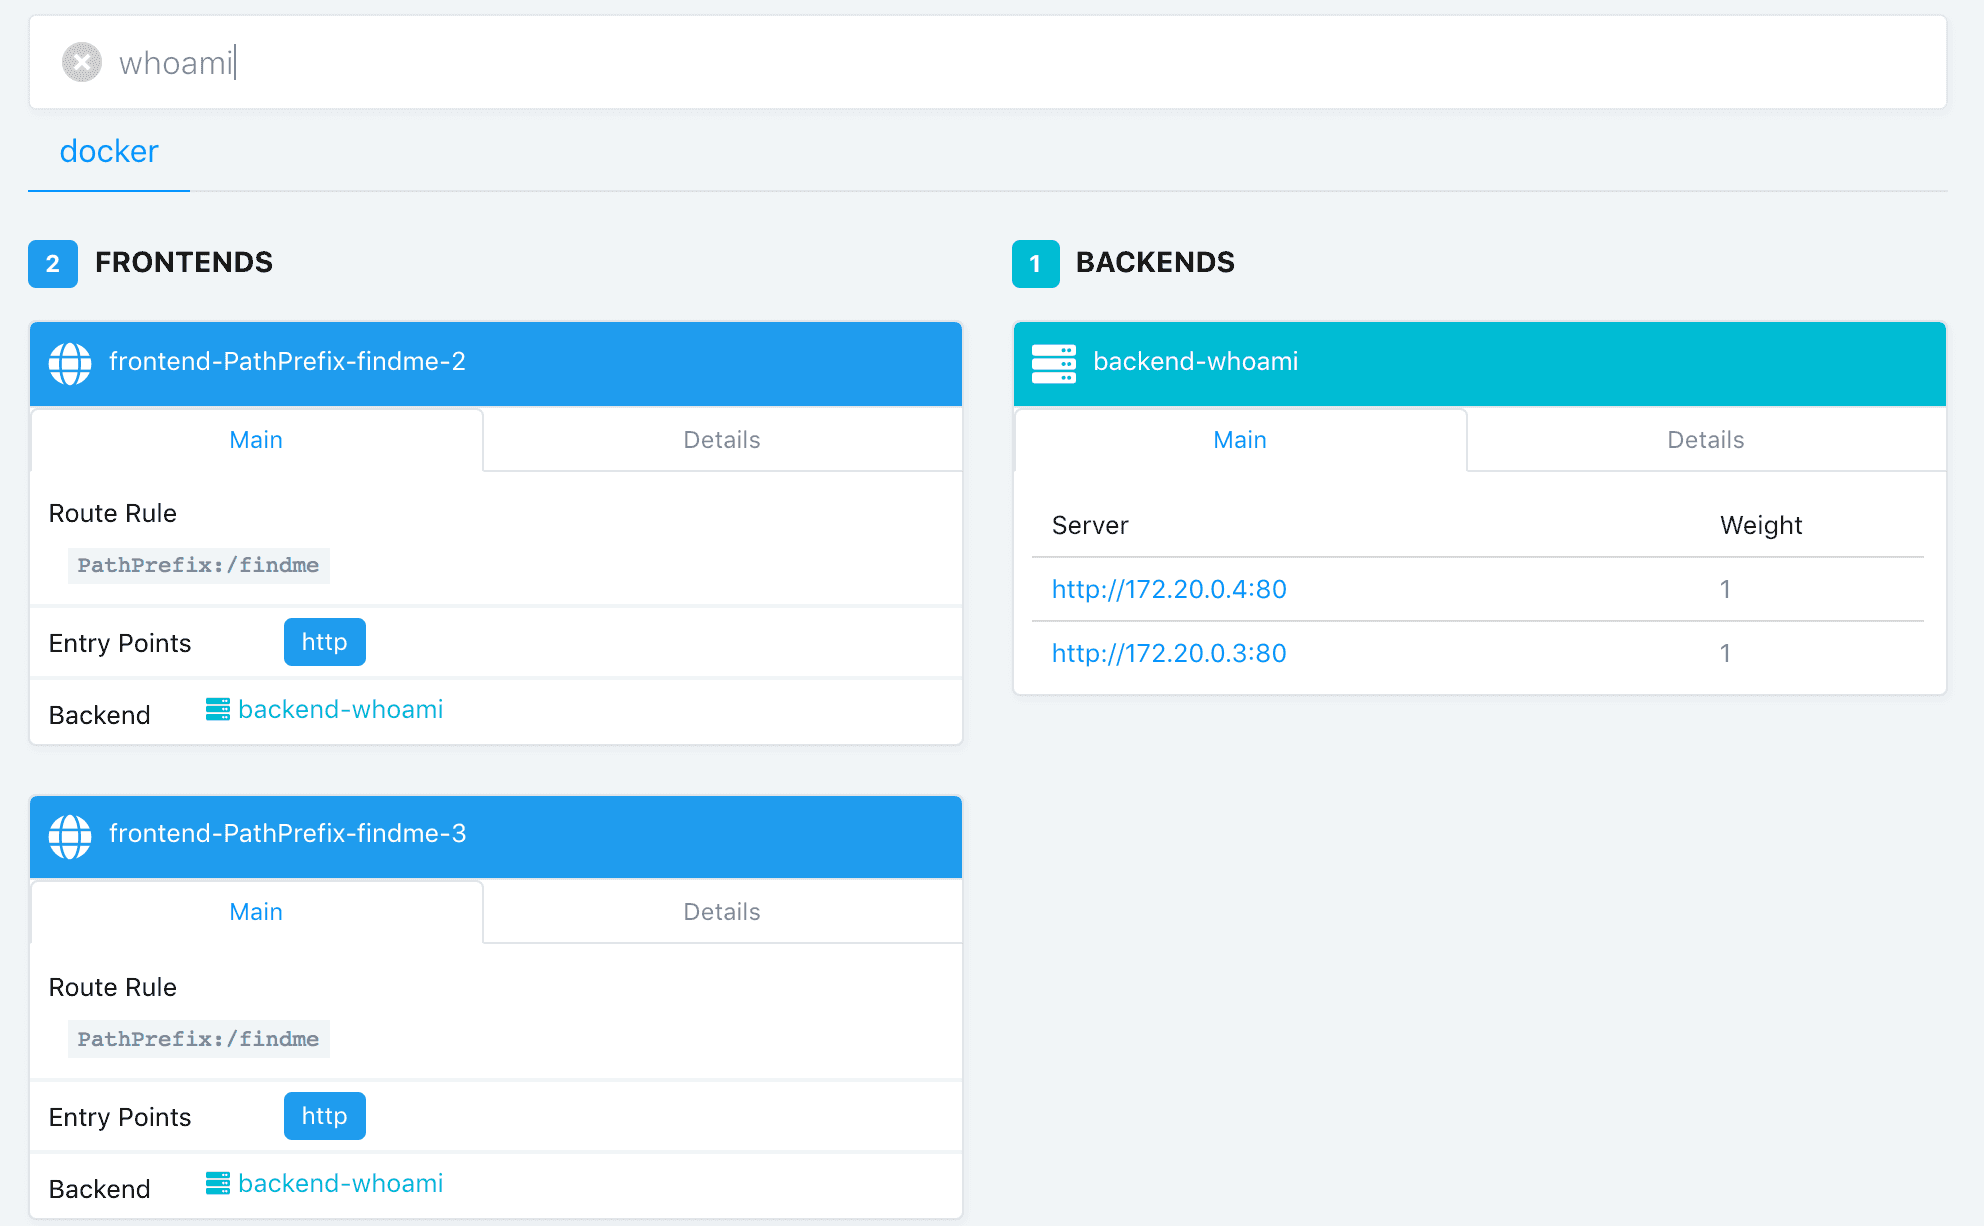 whoami
docker
2 FRONTENDS
frontend-PathPrefix-findme-2
Main Details
Route Rule
PathPrefix:/findme
Entry Points http
Backend backend-whoami
frontend-PathPrefix-findme-3
Main Details
Route Rule
PathPrefix:/findme
Entry Points http
Backend backend-whoami
1 BACKENDS
backend-whoami
Main Details
Server Weight
http://172.20.0.4:80 1
http://172.20.0.3:80 1